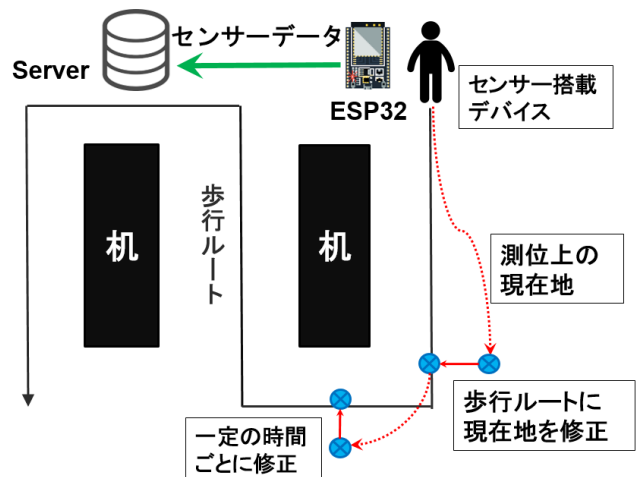 センサーデータ
Server
ESP32
センサー搭載
デバイス
机
歩行ルート
机
測位上の
現在地
歩行ルートに
現在地を修正
一定の時間
ごとに修正